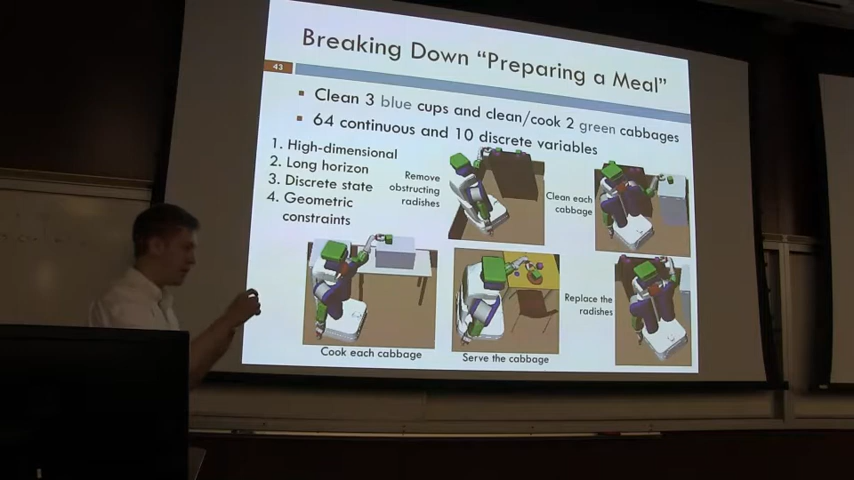 Breaking Down “Preparing a Meal”
43
Clean 3 blue cups and clean/cook 2 green cabbages
64 continuous and 10 discrete variables
1. High-dimensional
2. Long horizon
3. Discrete state
4. Geometric
constraints
Remove
obstructing
radishes
Clean each
cabbage
Cook each cabbage
Serve the cabbage
Replace the
radishes